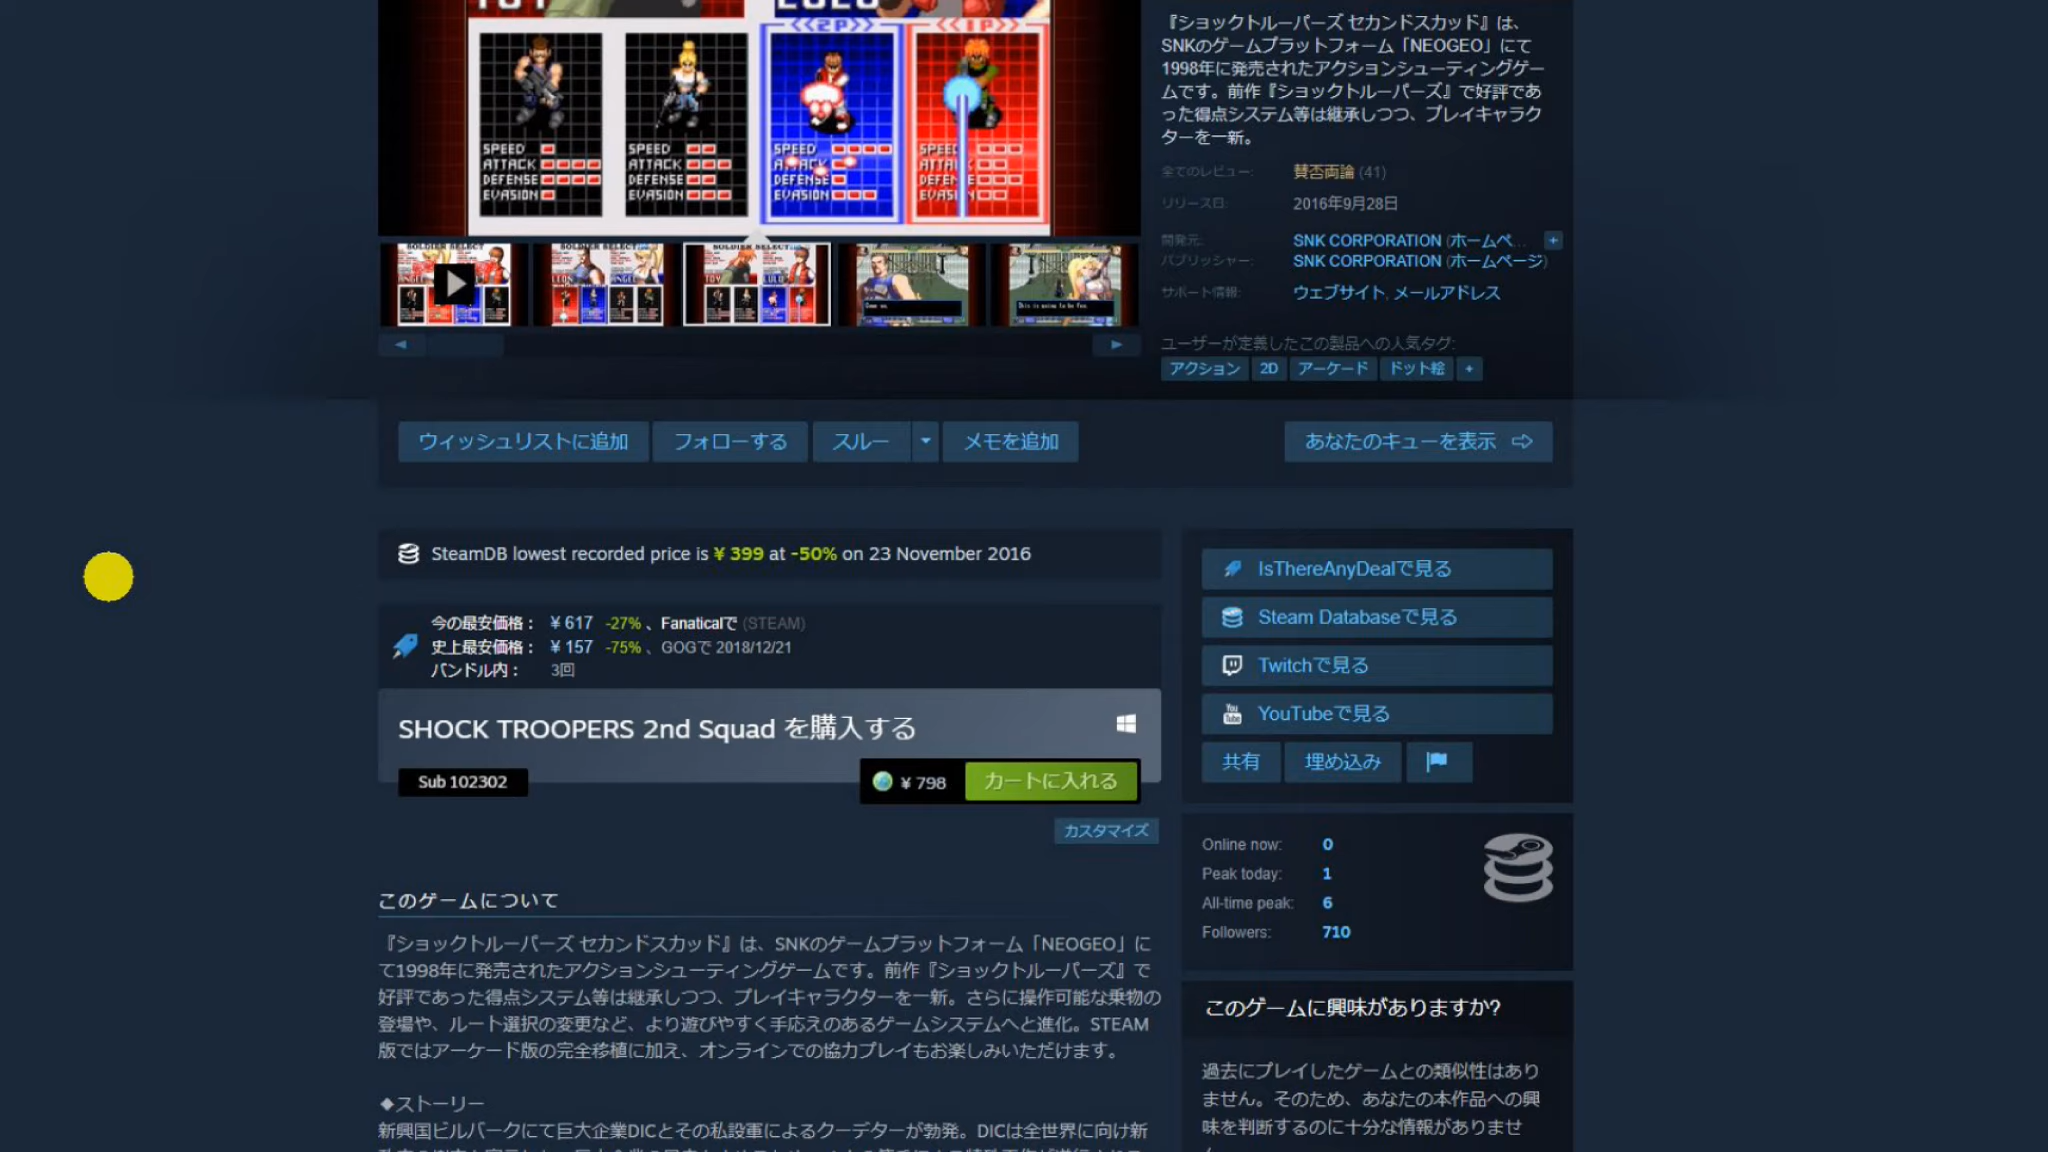 LULU
2P
1P
SPEED
ATTACK
DEFENSE
EVASION
SPEED
ATTACK
DEFENSE
EVASION
SPEED
DEFENSE
EVASION
『ショックトルーパーズ セカンドスカッド』は、
SNKのゲームプラットフォーム「NEOGEO」にて
1998年に発売されたアクションシューティングゲー
ムです。前作『ショックトルーパーズ』で好評であ
った得点システム等は継承しつつ、プレイキャラク
ターを一新。
全てのレビュー: 賛否両論 (41)
リリース日: 2016年9月28日
開発元: SNK CORPORATION (ホームペ... +
パブリッシャー: SNK CORPORATION (ホームページ)
サポート情報: ウェブサイト, メールアドレス
ユーザーが定義したこの製品への人気タグ:
アクション 2D アーケード ドット絵 +
ウィッシュリストに追加 フォローする スルー メモを追加 あなたのキューを表示
SteamDB lowest recorded price is ¥ 399 at -50% on 23 November 2016
今の最安価格： ¥ 617 -27% 、Fanaticalで (STEAM)
史上最安価格： ¥ 157 -75% 、GOGで 2018/12/21
バンドル内： 3回
SHOCK TROOPERS 2nd Squad を購入する
Sub 102302
¥ 798 カートに入れる
カスタマイズ
IsThereAnyDealで見る
Steam Databaseで見る
Twitchで見る
YouTubeで見る
共有 埋め込み
Online now: 0
Peak today: 1
All-time peak: 6
Followers: 710
このゲームについて
『ショックトルーパーズ セカンドスカッド』は、SNKのゲームプラットフォーム「NEOGEO」に
て1998年に発売されたアクションシューティングゲームです。前作『ショックトルーパーズ』で
好評であった得点システム等は継承しつつ、プレイキャラクターを一新。さらに操作可能な乗物の
登場や、ルート選択の変更など、より遊びやすく手応えのあるゲームシステムへと進化。STEAM
版ではアーケード版の完全移植に加え、オンラインでの協力プレイもお楽しみいただけます。
◆ストーリー
新興国ビルバークにて巨大企業DICとその私設軍によるクーデターが勃発。DICは全世界に向け新
このゲームに興味がありますか?
過去にプレイしたゲームとの類似性はあり
ません。そのため、あなたの本作品への興
味を判断するのに十分な情報がありませ